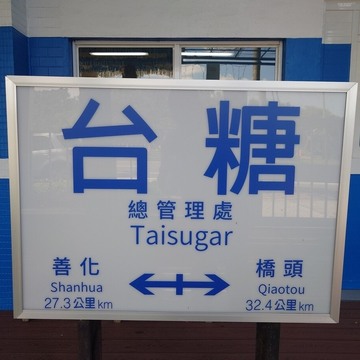 台糖
總管理處
Taisugar
善化 橋頭
Shanhua Qiaotou
27.3公里km 32.4公里km